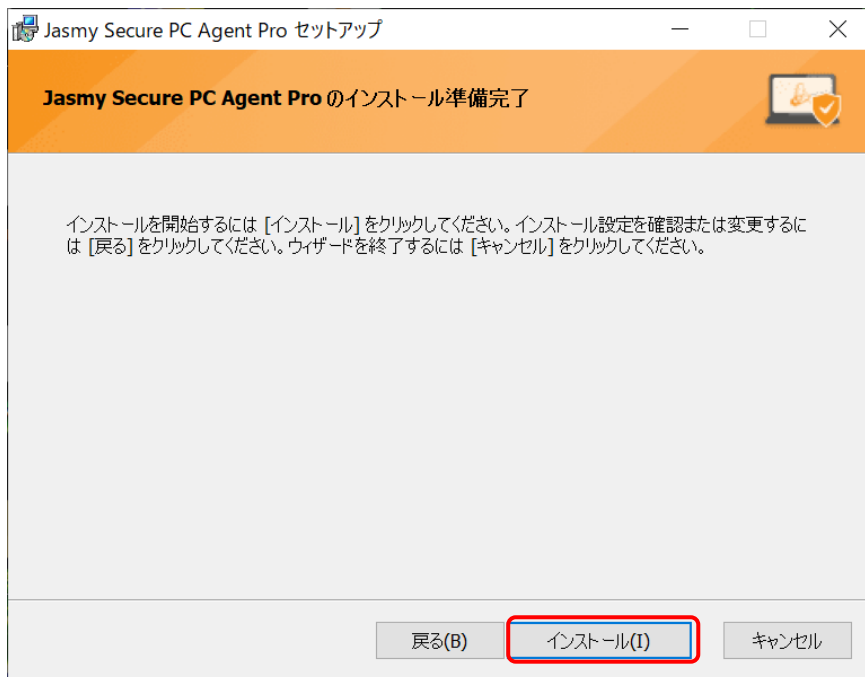 Jasmy Secure PC Agent Pro セットアップ
Jasmy Secure PC Agent Pro のインストール準備完了
インストールを開始するには [インストール] をクリックしてください。インストール設定を確認または変更するに
は [戻る] をクリックしてください。ウィザードを終了するには [キャンセル] をクリックしてください。
戻る(B) インストール(I) キャンセル